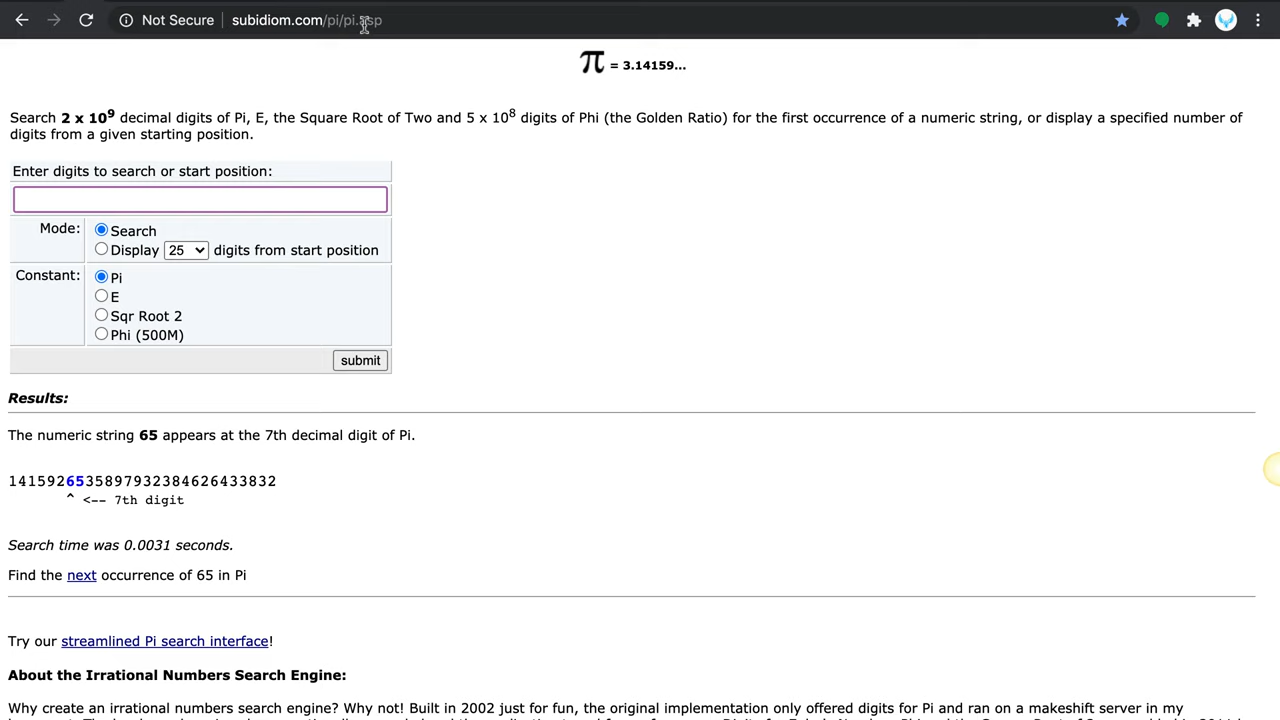 Not Secure subidiom.com/pi/pi.asp
π = 3.14159...
Search 2 x 10⁹ decimal digits of Pi, E, the Square Root of Two and 5 x 10⁸ digits of Phi (the Golden Ratio) for the first occurrence of a numeric string, or display a specified number of
digits from a given starting position.
Enter digits to search or start position:
Mode: Search
Display 25 digits from start position
Constant: Pi
E
Sqr Root 2
Phi (500M)
submit
Results:
The numeric string 65 appears at the 7th decimal digit of Pi.
1415926535897932384626433832
^ <-- 7th digit
Search time was 0.0031 seconds.
Find the next occurrence of 65 in Pi
Try our streamlined Pi search interface!
About the Irrational Numbers Search Engine:
Why create an irrational numbers search engine? Why not! Built in 2002 just for fun, the original implementation only offered digits for Pi and ran on a makeshift server in my